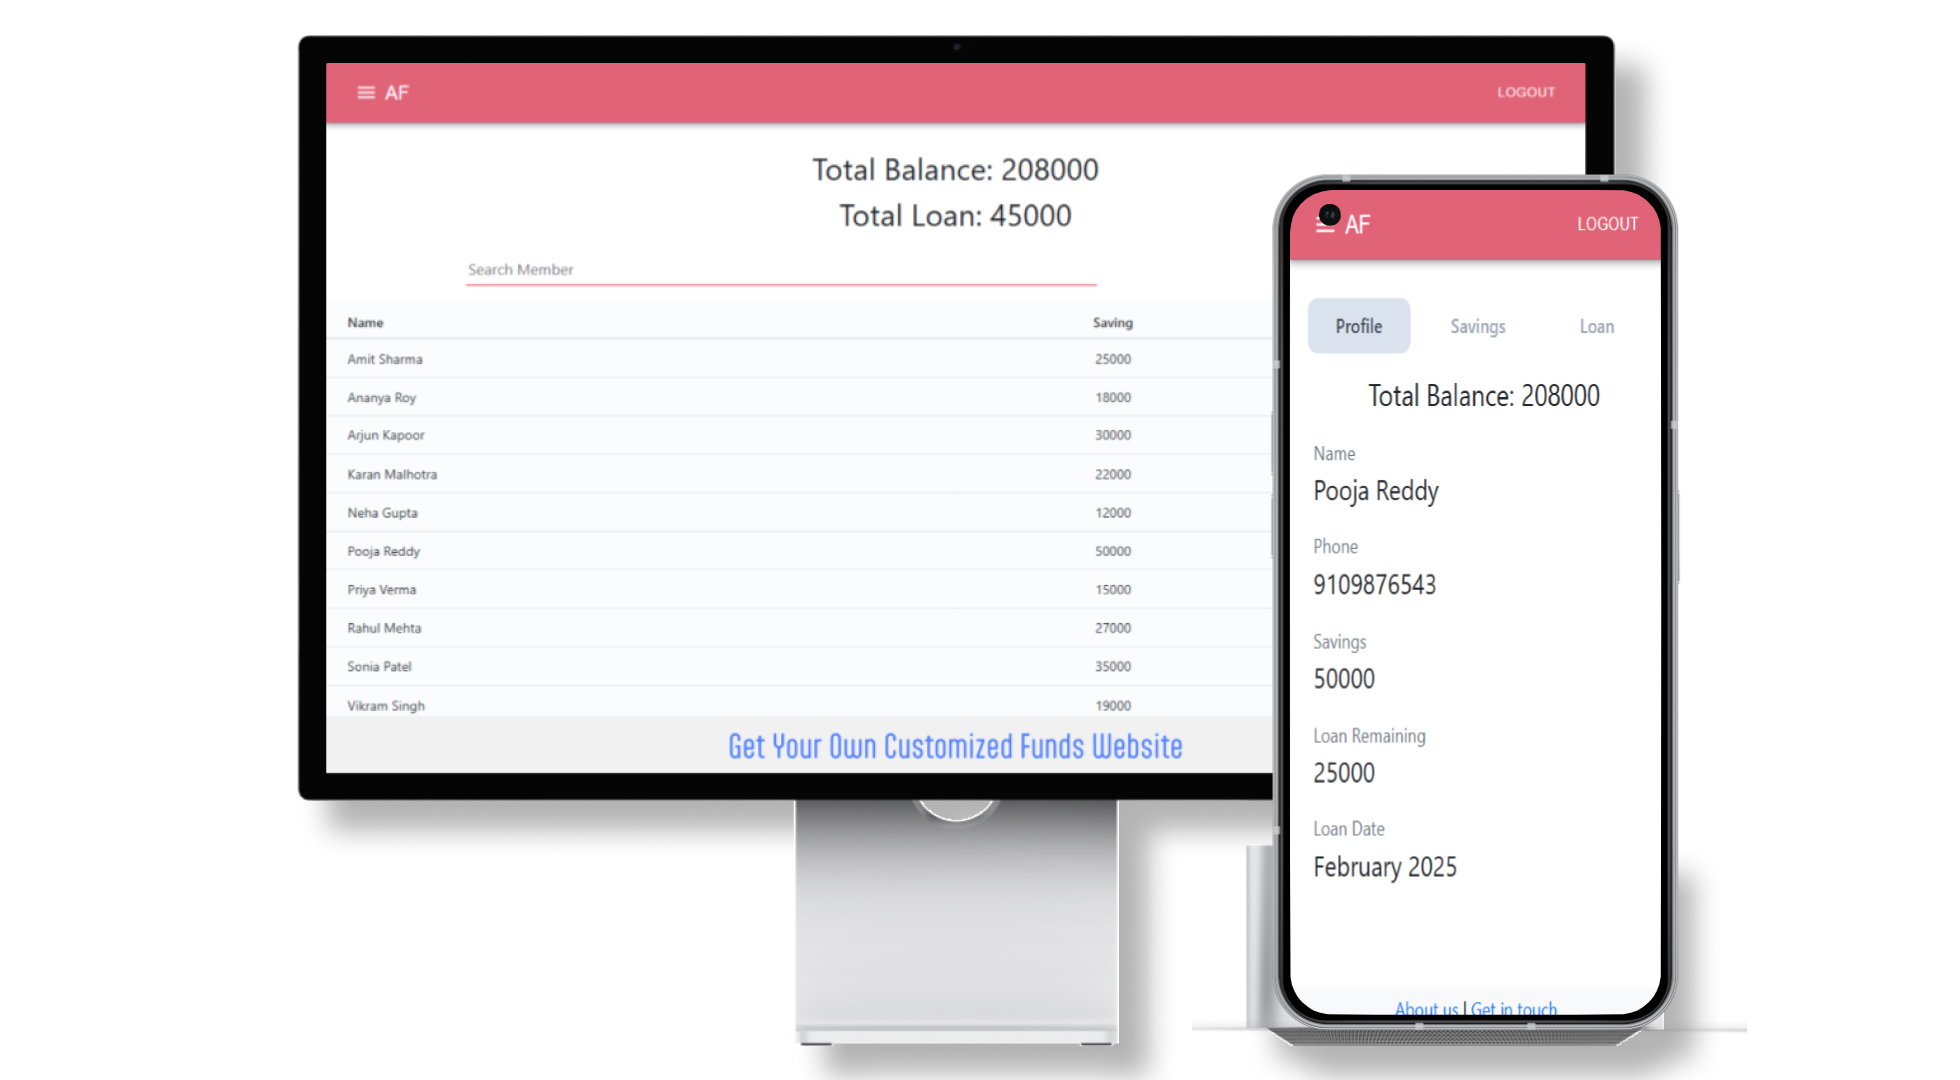 AF LOGOUT
Total Balance: 208000
Total Loan: 45000
Search Member
Name Saving
Amit Sharma 25000
Ananya Roy 18000
Arjun Kapoor 30000
Karan Malhotra 22000
Neha Gupta 12000
Pooja Reddy 50000
Priya Verma 15000
Rahul Mehta 27000
Sonia Patel 35000
Vikram Singh 19000
Get Your Own Customized Funds Website
AF LOGOUT
Profile Savings Loan
Total Balance: 208000
Name
Pooja Reddy
Phone
9109876543
Savings
50000
Loan Remaining
25000
Loan Date
February 2025
About us | Get in touch